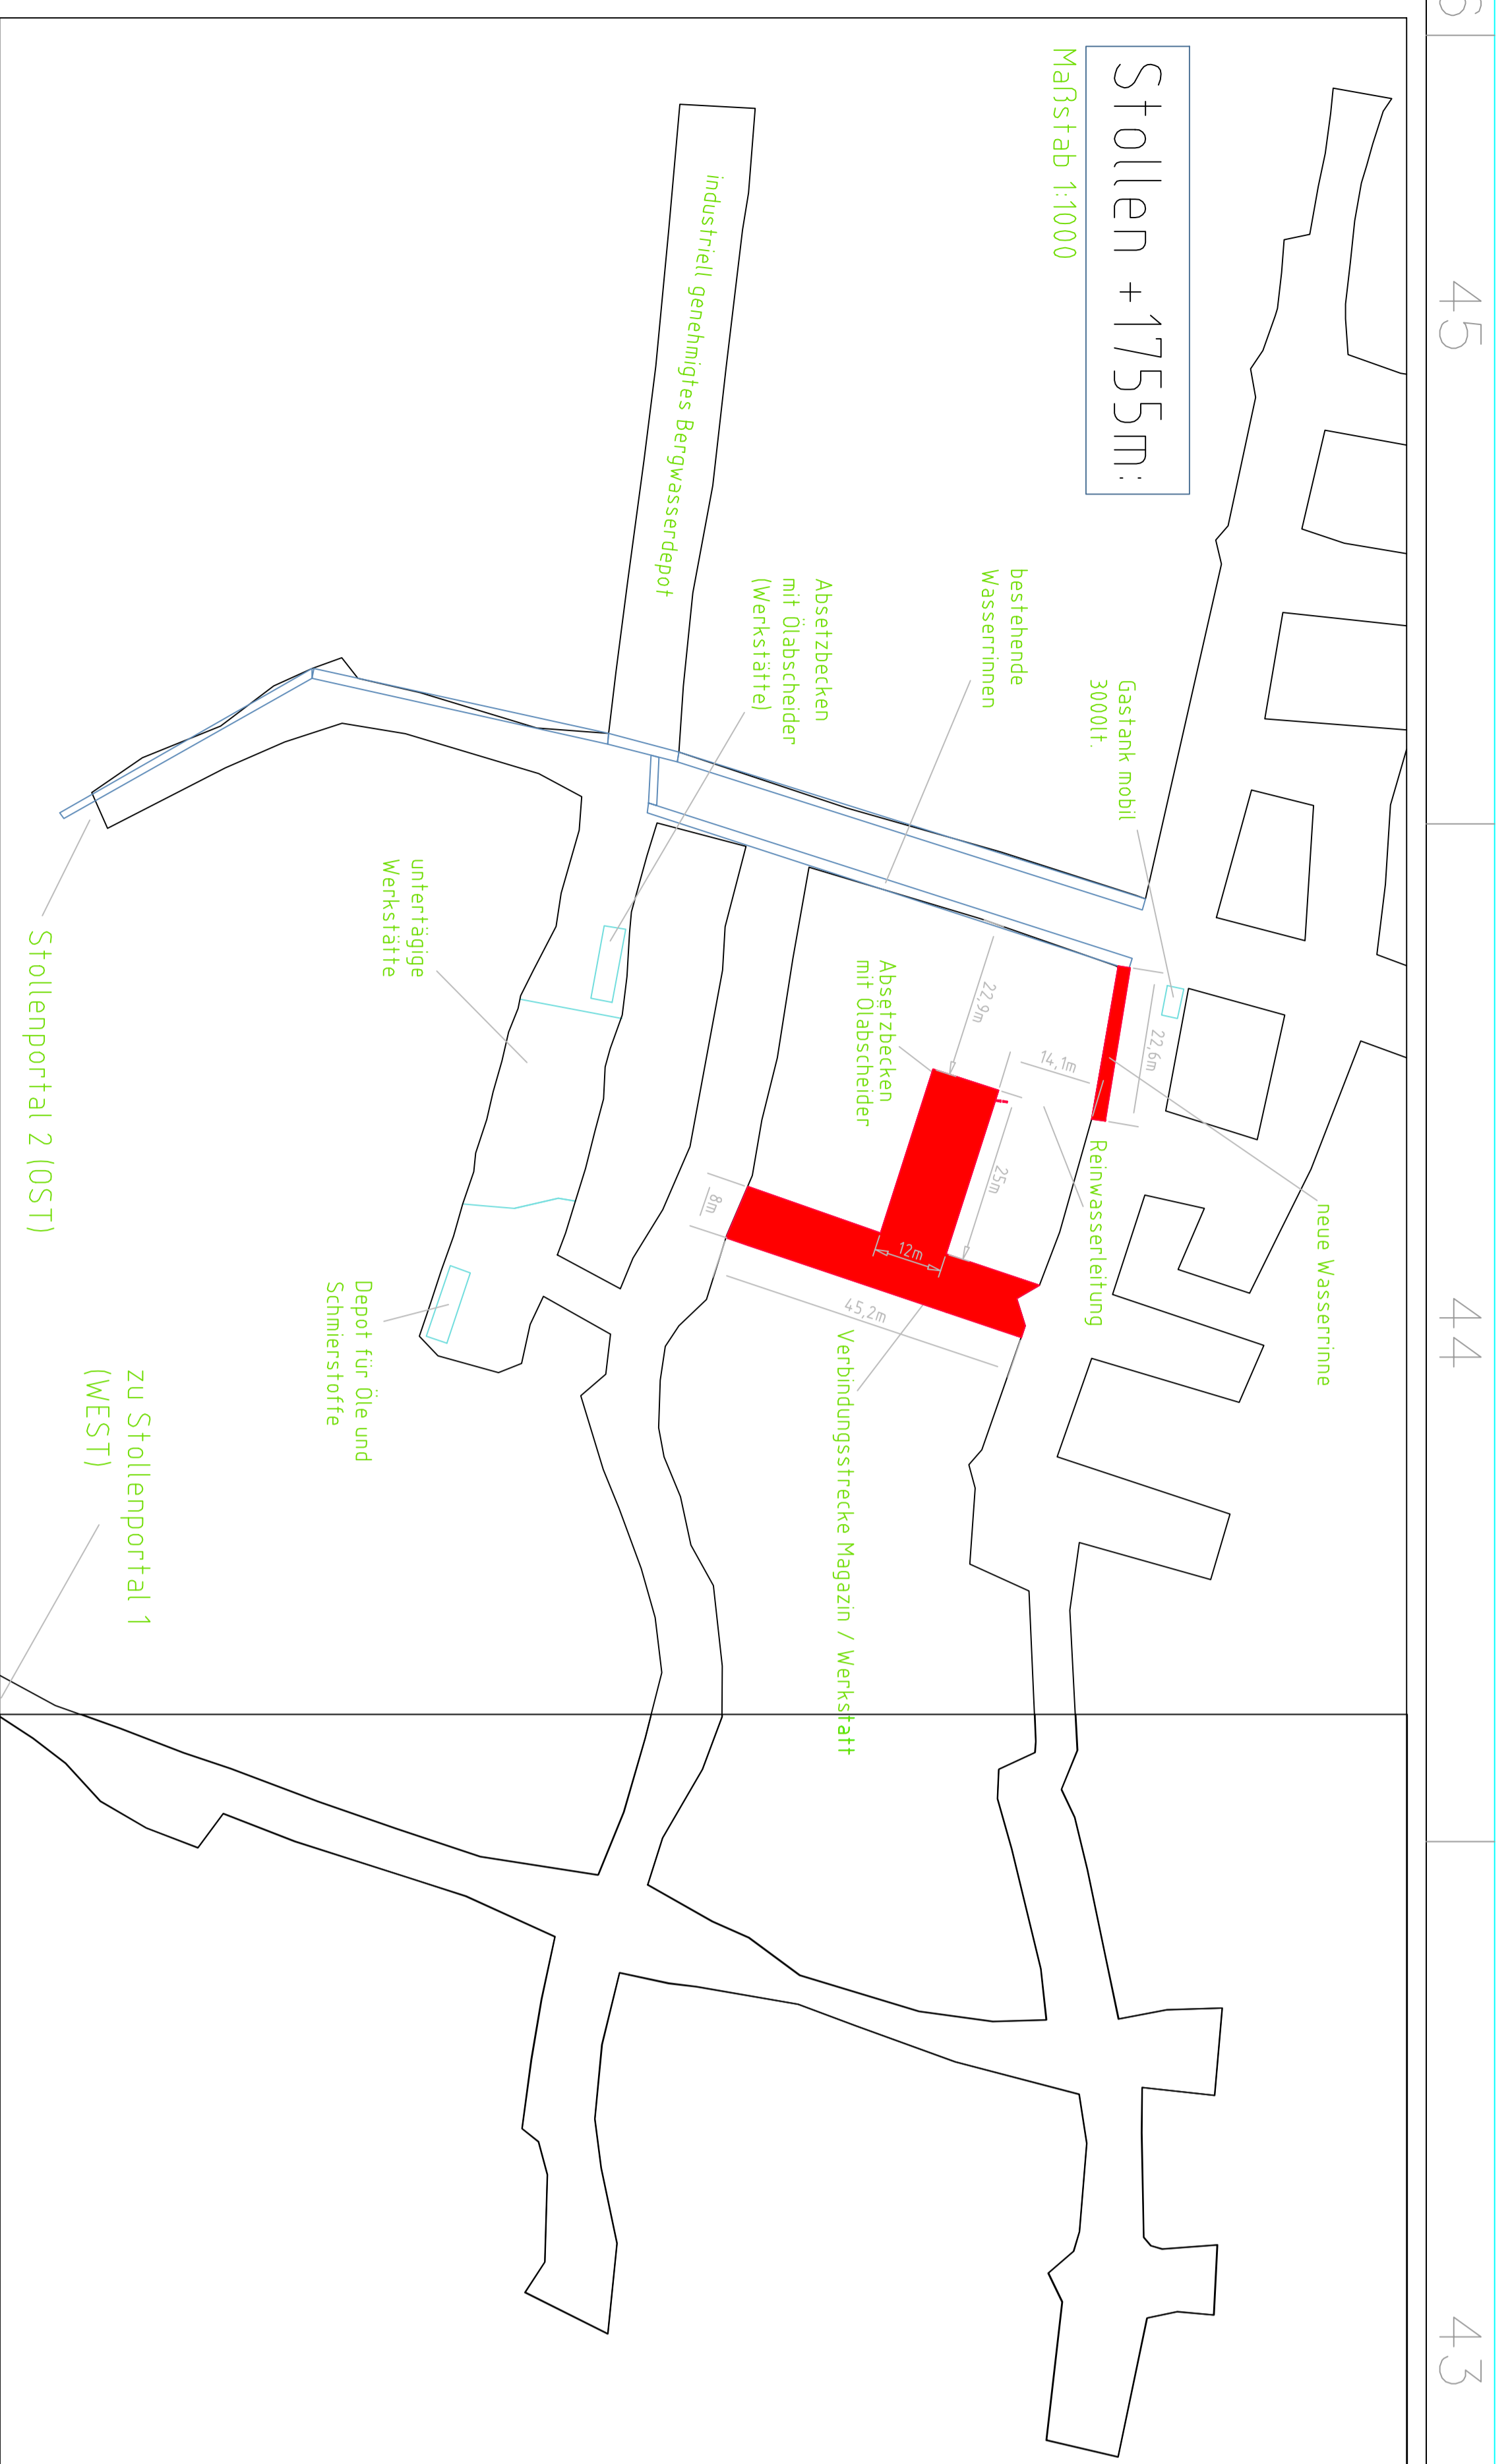 Stollen +1755m:
Maßstab 1:1000
industriell genehmigtes Bergwasserdepot
bestehende
Wasserrinnen
Absetzbecken
mit Ölabscheider
(Werkstätte)
Gastank mobil
3000lt.
untertägige
Werkstätte
Absetzbecken
mit Ölabscheider
22,9m
14,1m
22,6m
25m
8m
12m
45,2m
Reinwasserleitung
neue Wasserrinne
Verbindungsstrecke Magazin / Werkstatt
Depot für Öle und
Schmierstoffe
Stollenportal 2 (OST)
zu Stollenportal 1
(WEST)
45
44
43